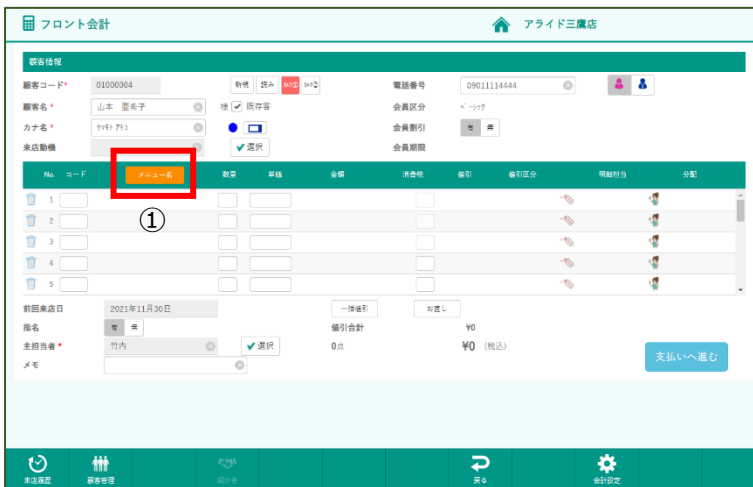 フロント会計 アライド三鷹店
顧客情報
顧客コード* 01000004 新規 読み 電話番号 09011114444
顧客名* 山本 亜希子 様 既存客 会員区分 ベーシック
カナ名* ヤマモト アキコ 会員割引 有 無
来店動機 選択 会員期限
No. コード メニュー名 数量 単価 金額 消費税 値引 値引区分 明細担当 分配
1
①
2
3
4
5
前回来店日 2021年11月30日 一括値引 お直し
指名 有 無 値引合計 ¥0
主担当者* 竹内 選択 0点 ¥0 (税込) 支払いへ進む
メモ
来店履歴 顧客管理 紹介者 戻る 会計設定